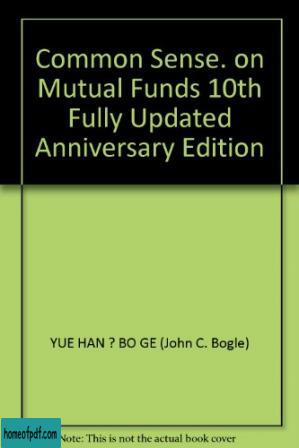 Common Sense. on
Mutual Funds 10th
Fully Updated
Anniversary Edition
YUE HAN ? BO GE (John C. Bogle)
homeofpdf.com
Note: This is not the actual book cover